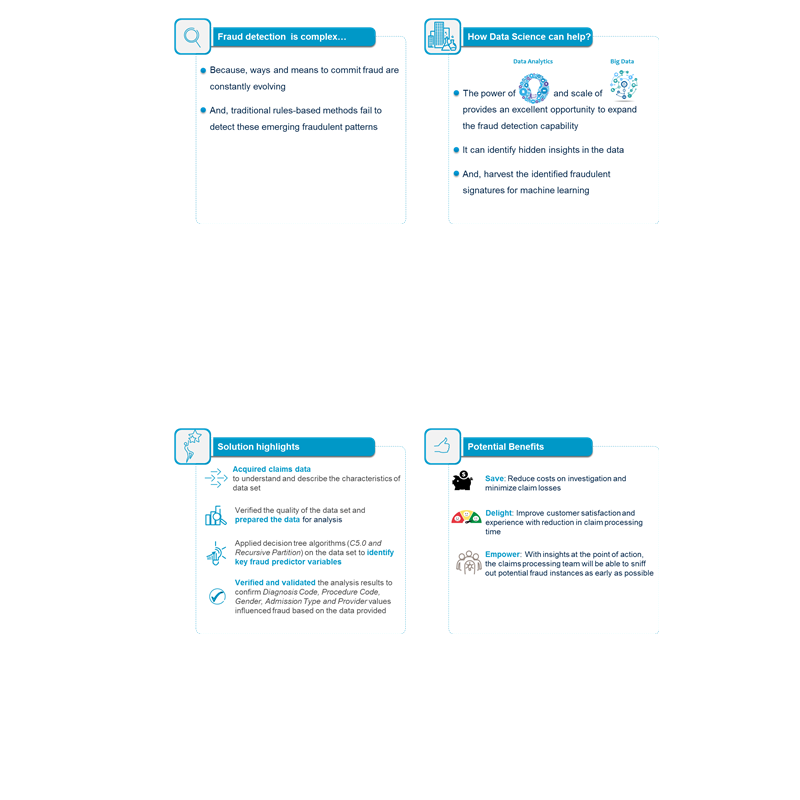 Fraud detection is complex...
Because, ways and means to commit fraud are
constantly evolving
And, traditional rules-based methods fail to
detect these emerging fraudulent patterns
How Data Science can help?
Data Analytics
Big Data
The power of and scale of
provides an excellent opportunity to expand
the fraud detection capability
It can identify hidden insights in the data
And, harvest the identified fraudulent
signatures for machine learning
Solution highlights
Acquired claims data
to understand and describe the characteristics of
data set
Verified the quality of the data set and
prepared the data for analysis
Applied decision tree algorithms (C5.0 and
Recursive Partition) on the data set to identify
key fraud predictor variables
Verified and validated the analysis results to
confirm Diagnosis Code, Procedure Code,
Gender, Admission Type and Provider values
influenced fraud based on the data provided
Potential Benefits
$
Save: Reduce costs on investigation and
minimize claim losses
Delight: Improve customer satisfaction and
experience with reduction in claim processing
time
Empower: With insights at the point of action,
the claims processing team will be able to sniff
out potential fraud instances as early as possible